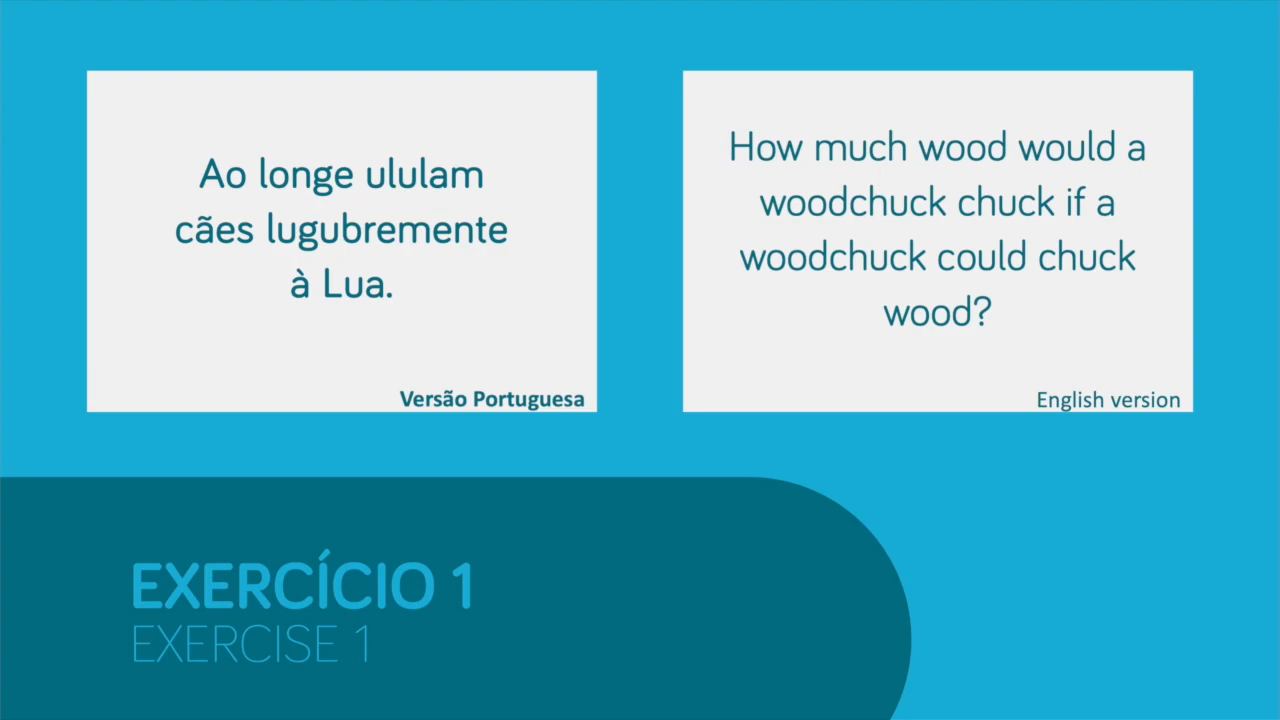 Ao longe ululam
cães lugubremente
à Lua.
Versão Portuguesa
How much wood would a
woodchuck chuck if a
woodchuck could chuck
wood?
English version
EXERCÍCIO 1
EXERCISE 1